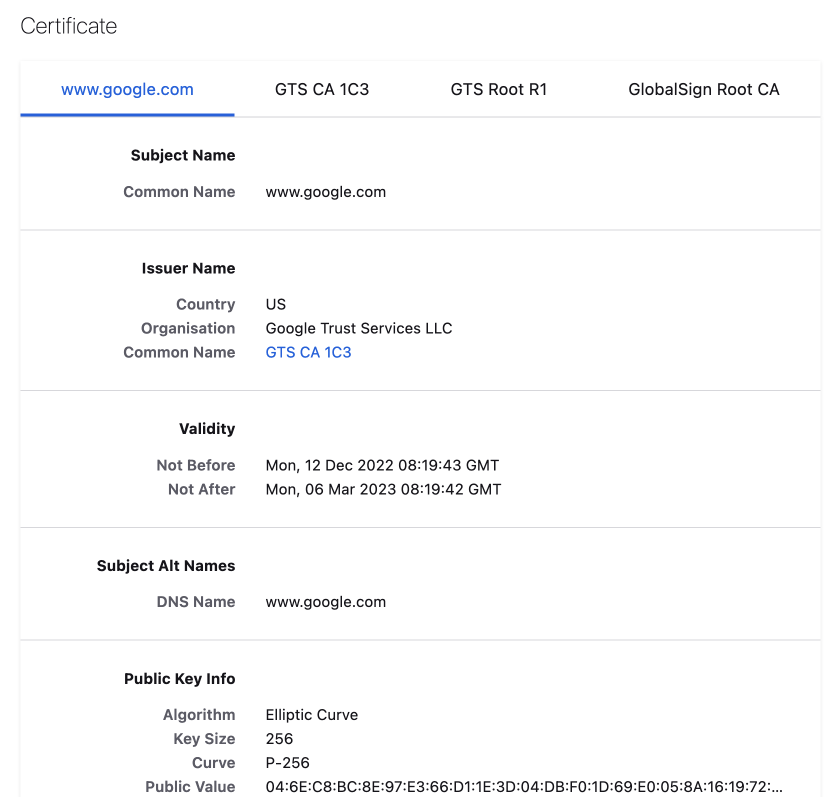 Certificate
www.google.com GTS CA 1C3 GTS Root R1 GlobalSign Root CA
Subject Name
Common Name www.google.com
Issuer Name
Country US
Organisation Google Trust Services LLC
Common Name GTS CA 1C3
Validity
Not Before Mon, 12 Dec 2022 08:19:43 GMT
Not After Mon, 06 Mar 2023 08:19:42 GMT
Subject Alt Names
DNS Name www.google.com
Public Key Info
Algorithm Elliptic Curve
Key Size 256
Curve P-256
Public Value 04:6E:C8:BC:8E:97:E3:66:D1:1E:3D:04:DB:F0:1D:69:E0:05:8A:16:19:72:...